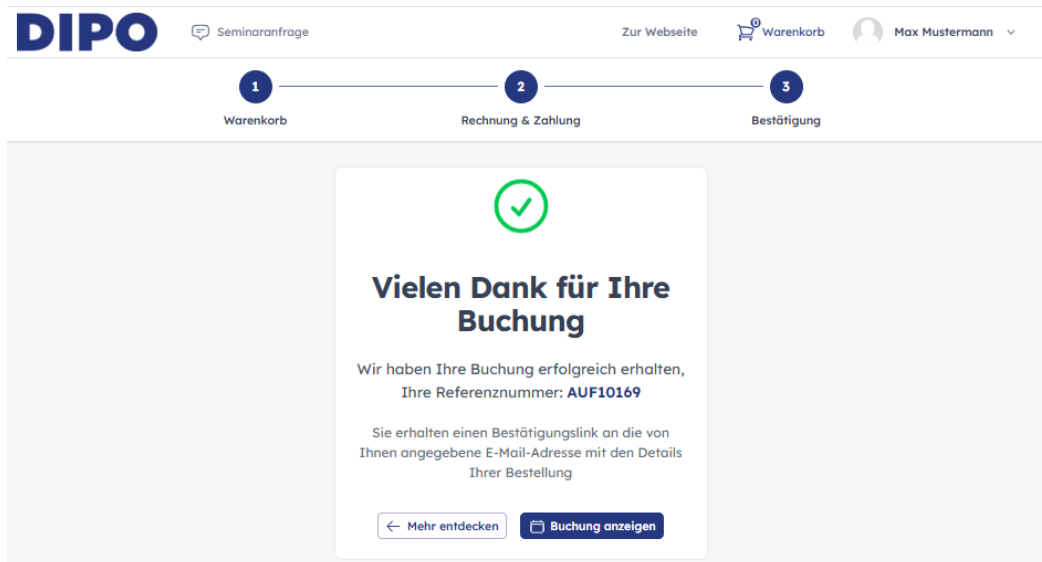 DIPO Seminaranfrage Zur Webseite 0 Warenkorb Max Mustermann
1 2 3
Warenkorb Rechnung & Zahlung Bestätigung
Vielen Dank für Ihre
Buchung
Wir haben Ihre Buchung erfolgreich erhalten,
Ihre Referenznummer: AUF10169
Sie erhalten einen Bestätigungslink an die von
Ihnen angegebene E-Mail-Adresse mit den Details
Ihrer Bestellung
Mehr entdecken Buchung anzeigen